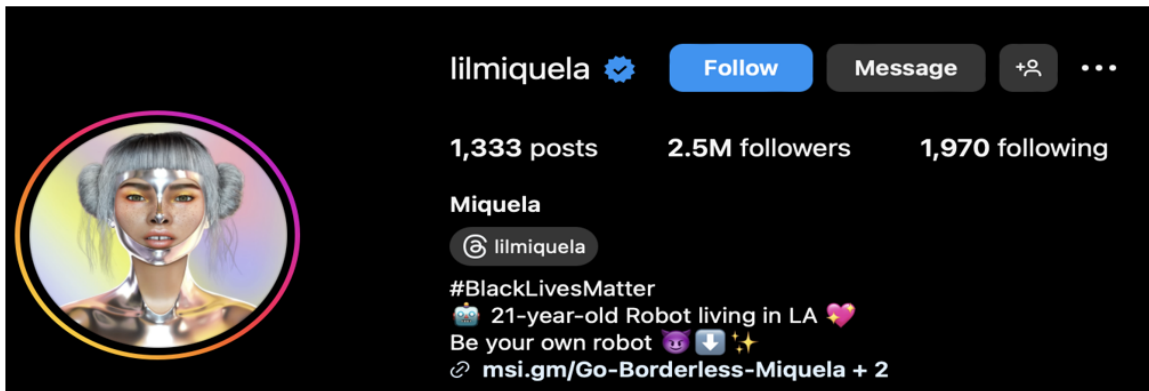 lilmiquela Follow Message
1,333 posts 2.5M followers 1,970 following
Miquela
lilmiquela
#BlackLivesMatter
🤖 21-year-old Robot living in LA 💖
Be your own robot 😈⬇️✨
msi.gm/Go-Borderless-Miquela + 2